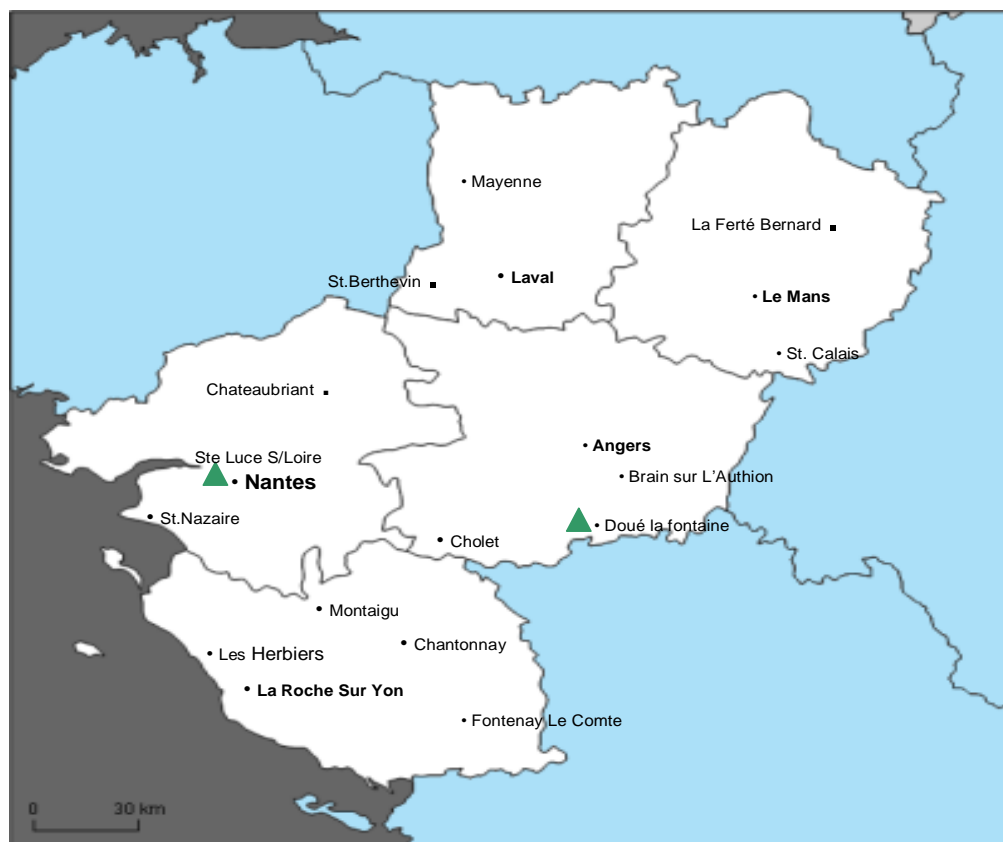 • Mayenne
La Ferté Bernard
St.Berthevin
• Laval
• Le Mans
• St. Calais
Chateaubriant
• Angers
Ste Luce S/Loire
• Nantes
• Brain sur L'Authion
• St.Nazaire
• Doué la fontaine
• Cholet
• Montaigu
• Chantonnay
• Les Herbiers
• La Roche Sur Yon
• Fontenay Le Comte
0 30 km